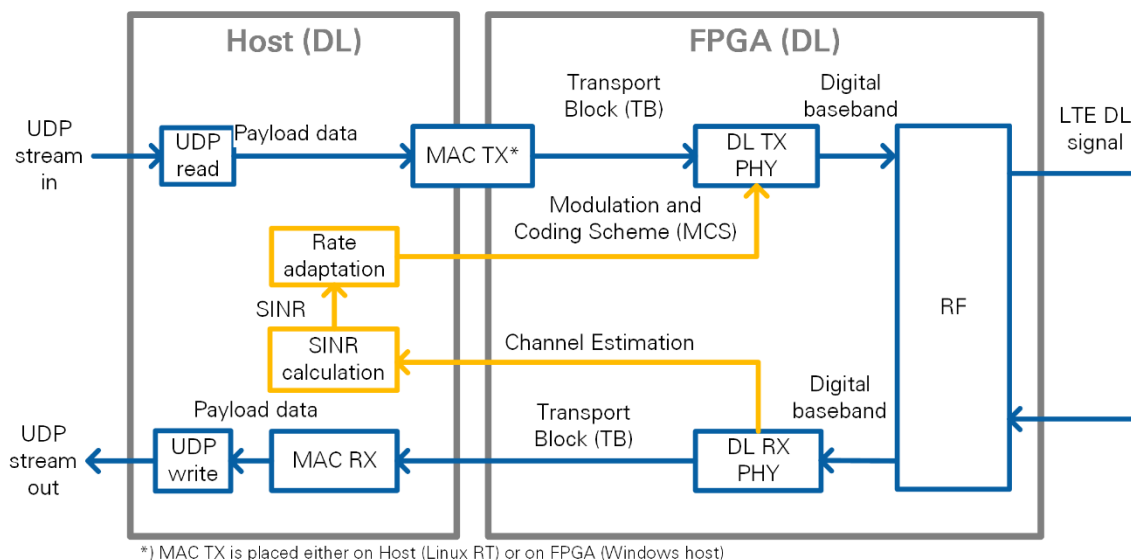 Host (DL)
FPGA (DL)
UDP
stream
in
UDP
read
Payload data
MAC TX*
Transport
Block (TB)
DL TX
PHY
Digital
baseband
LTE DL
signal
Modulation and
Coding Scheme (MCS)
Rate
adaptation
SINR
SINR
calculation
Channel Estimation
RF
UDP
stream
out
UDP
write
Payload data
MAC RX
Transport
Block (TB)
DL RX
PHY
Digital
baseband
*) MAC TX is placed either on Host (Linux RT) or on FPGA (Windows host)